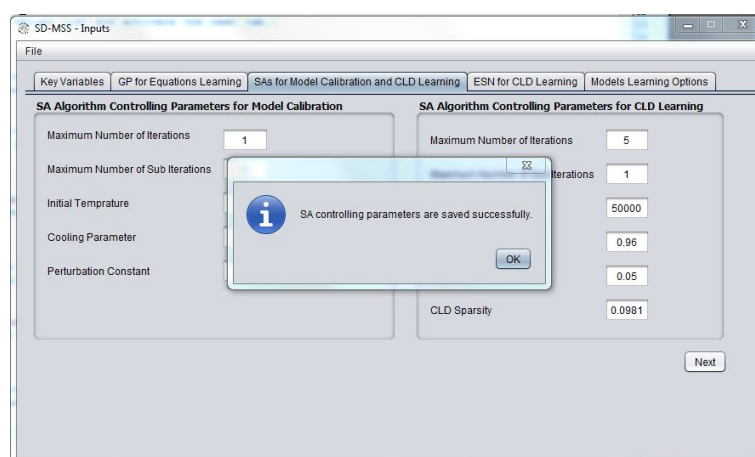 SD-MSS - Inputs
File
Key Variables
GP for Equations Learning
SAs for Model Calibration and CLD Learning
ESN for CLD Learning
Models Learning Options
SA Algorithm Controlling Parameters for Model Calibration
Maximum Number of Iterations 1
Maximum Number of Sub Iterations
Initial Temprature
Cooling Parameter
Perturbation Constant
SA Algorithm Controlling Parameters for CLD Learning
Maximum Number of Iterations 5
Iterations 1
50000
0.96
0.05
CLD Sparsity 0.0981
SA controlling parameters are saved successfully.
OK
Next